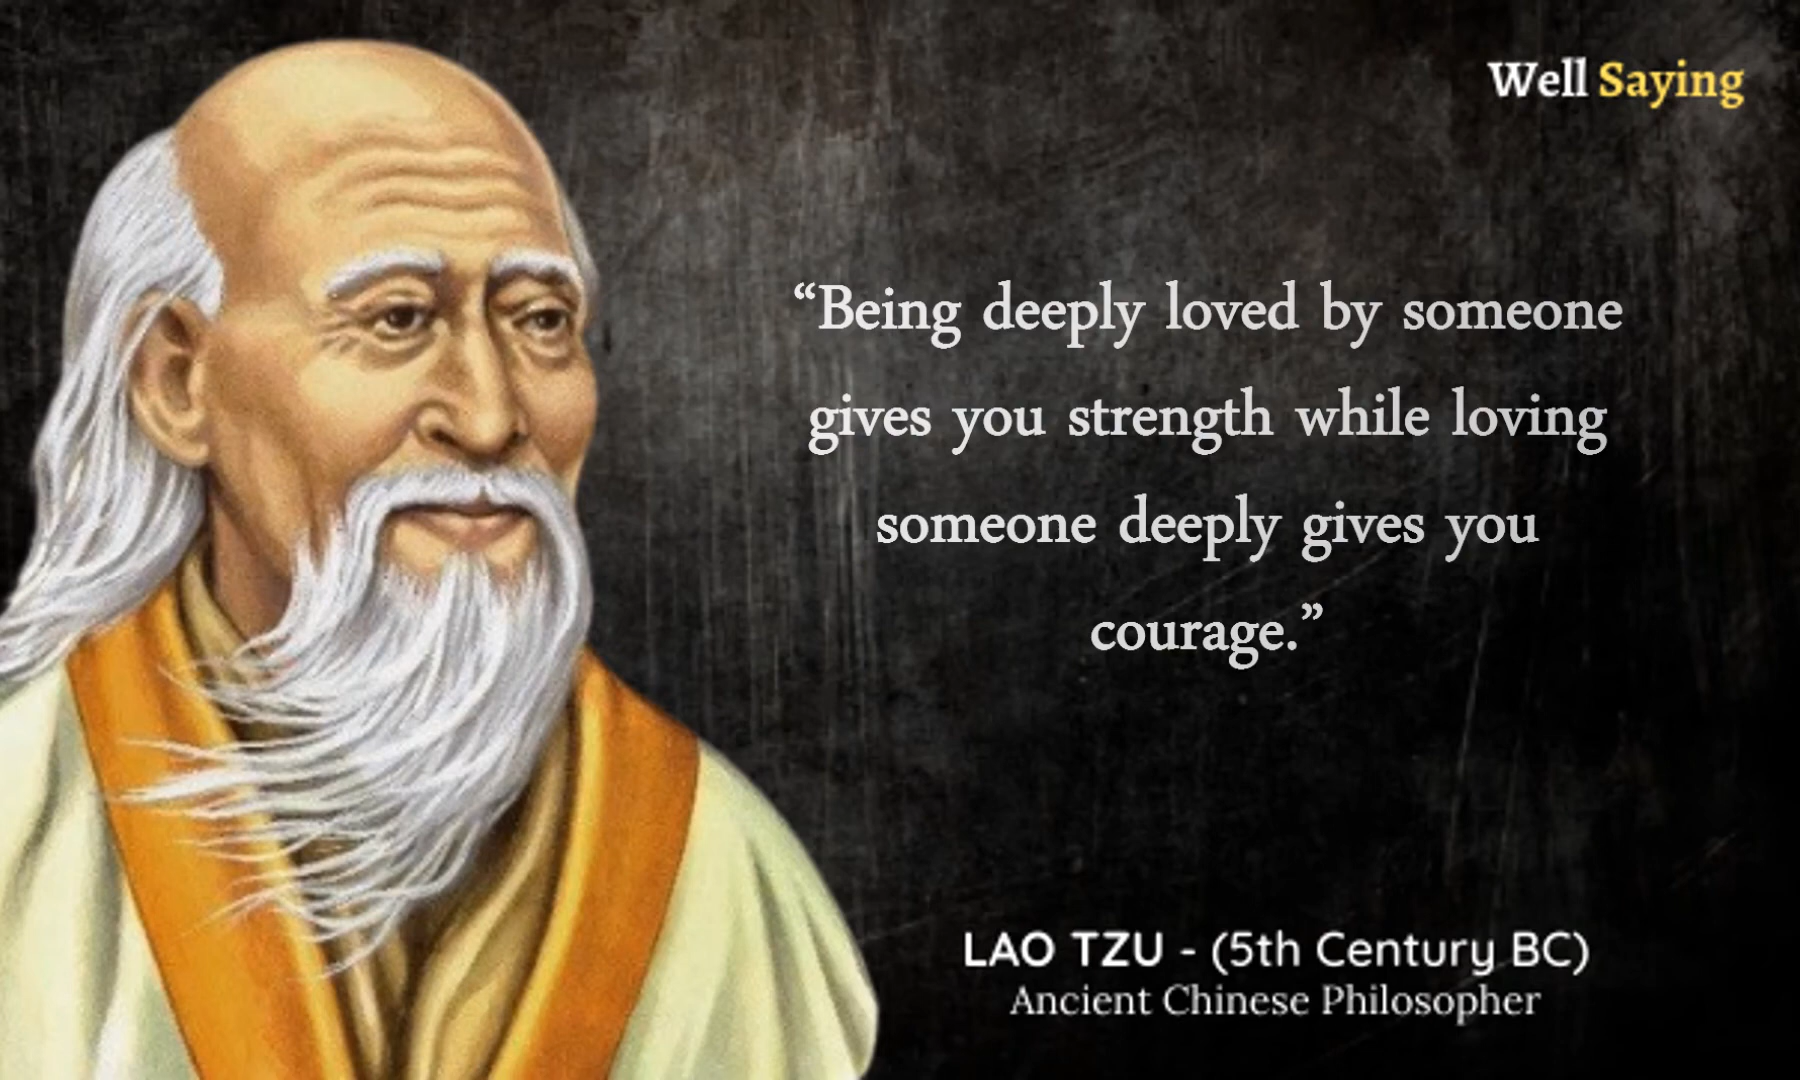 Well Saying
“Being deeply loved by someone
gives you strength while loving
someone deeply gives you
courage.”
LAO TZU - (5th Century BC)
Ancient Chinese Philosopher